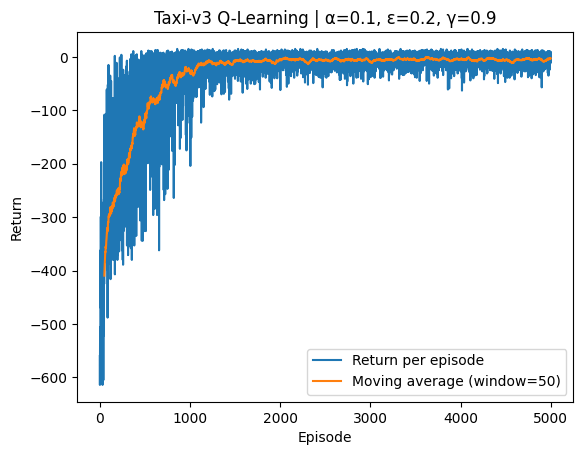 Taxi-v3 Q-Learning | α=0.1, ε=0.2, γ=0.9
0
−100
−200
−300
−400
−500
−600
Return
Return per episode
Moving average (window=50)
0 1000 2000 3000 4000 5000
Episode